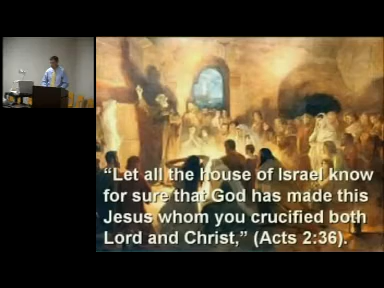 “Let all the house of Israel know
for sure that God has made this
Jesus whom you crucified both
Lord and Christ,” (Acts 2:36).